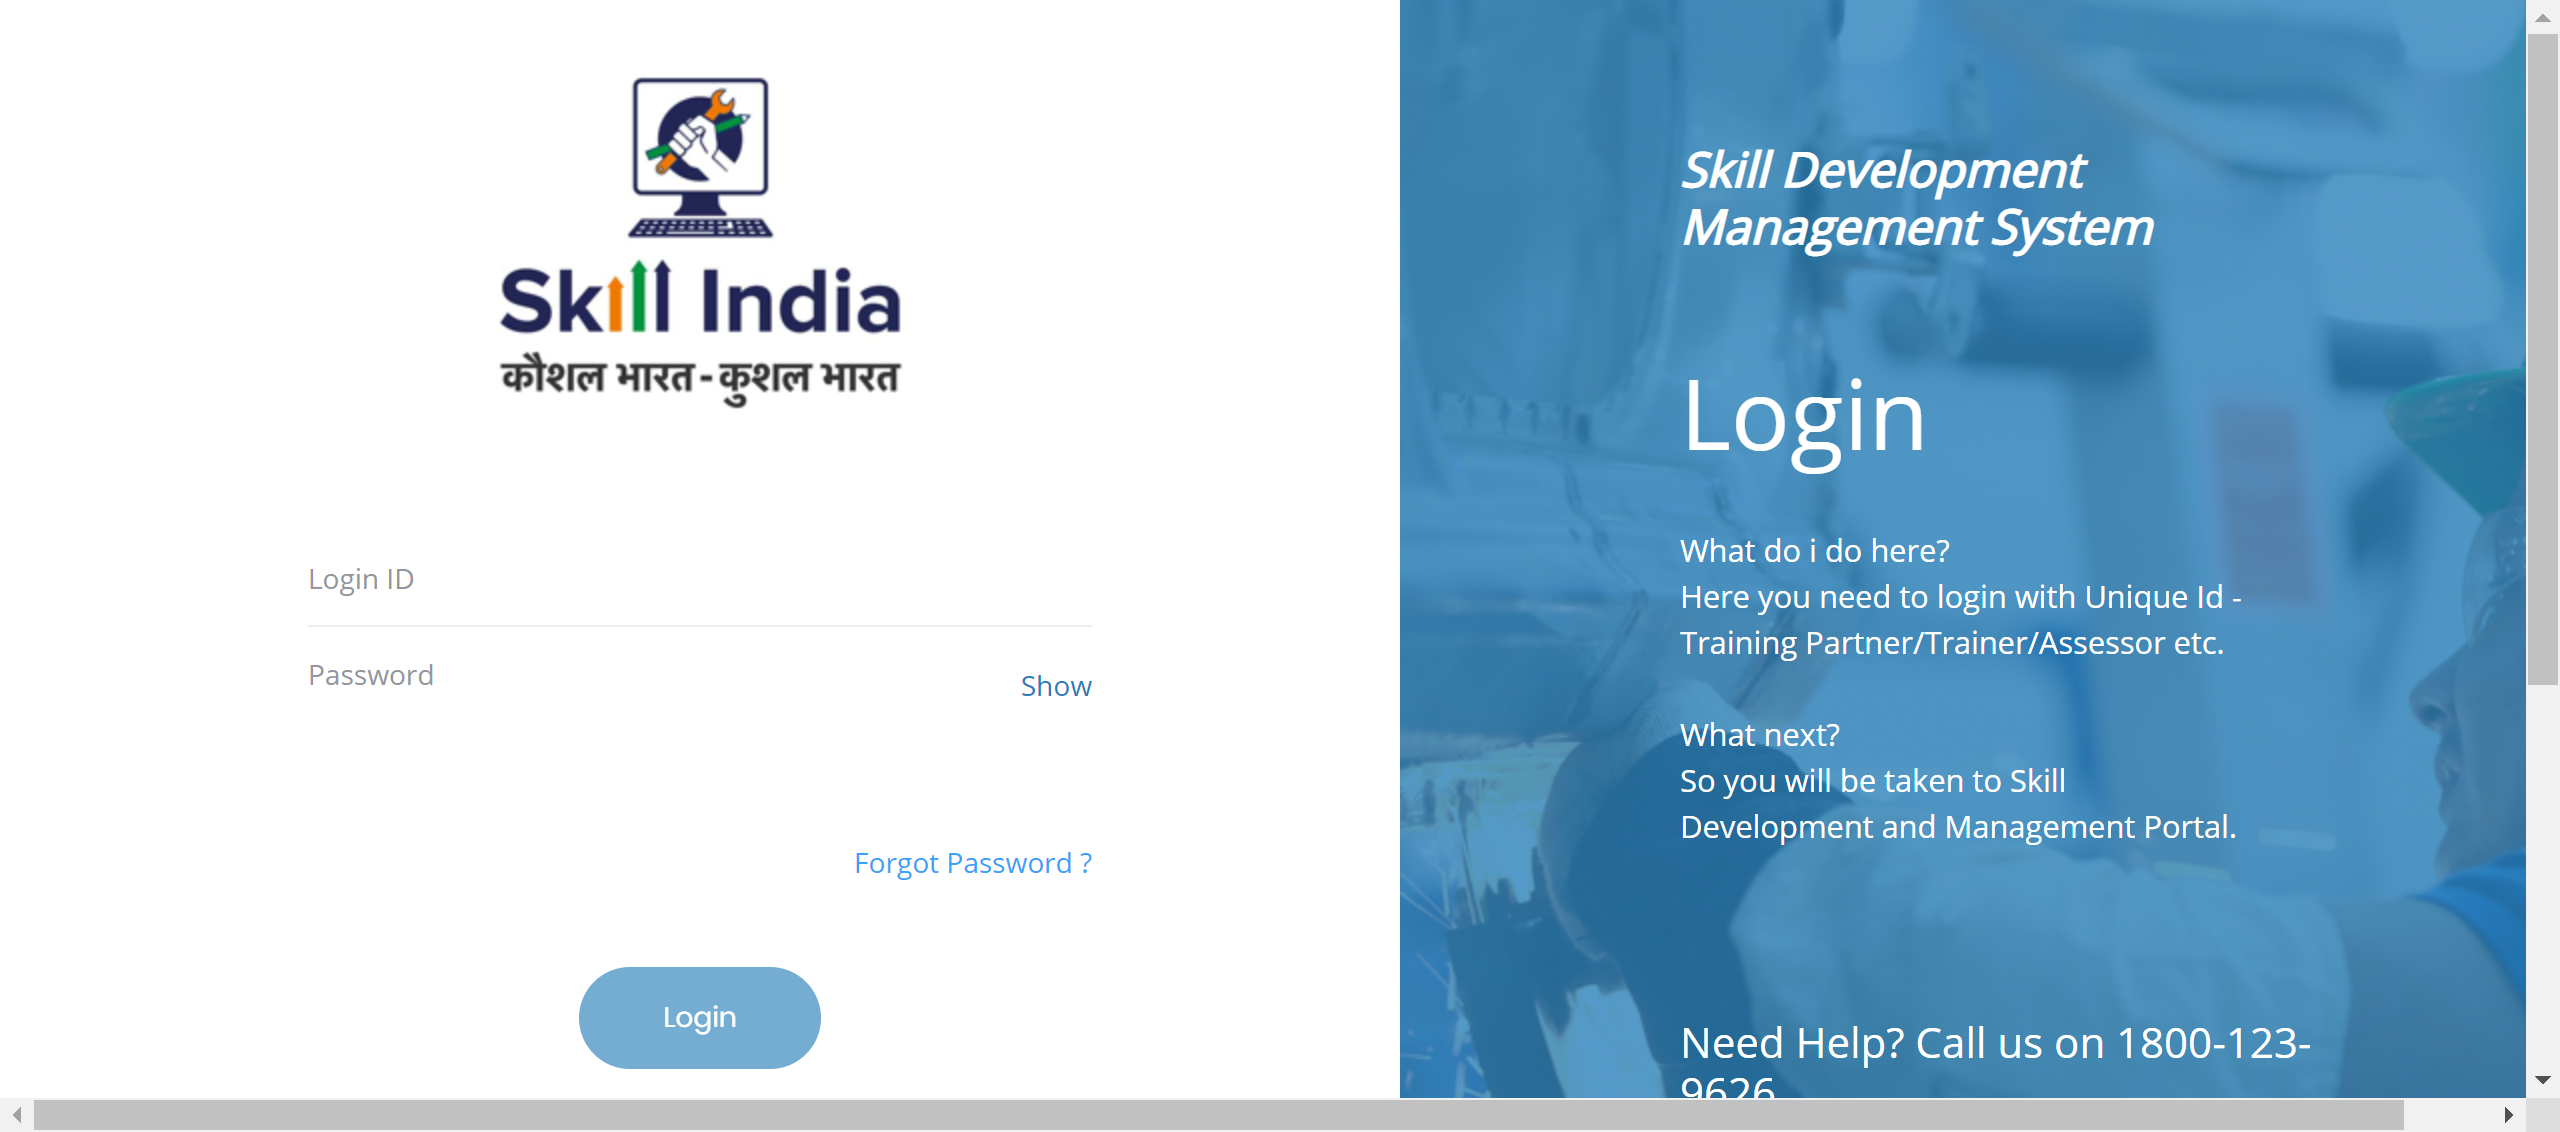 Skill India
कौशल भारत - कुशल भारत
Login ID
Password
Show
Forgot Password ?
Login
Skill Development
Management System
Login
What do i do here?
Here you need to login with Unique Id -
Training Partner/Trainer/Assessor etc.
What next?
So you will be taken to Skill
Development and Management Portal.
Need Help? Call us on 1800-123-
9626